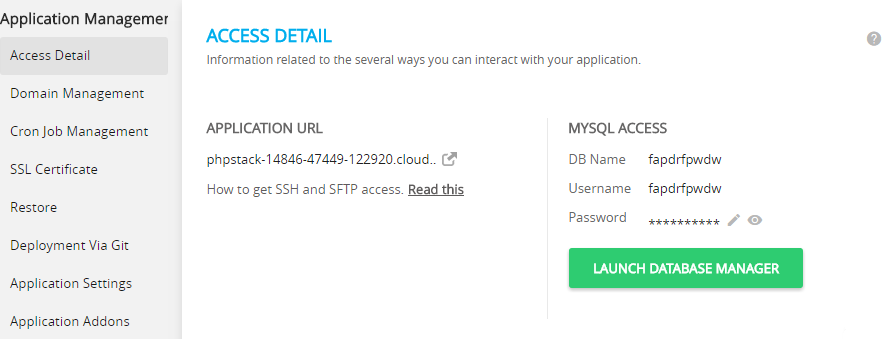 Application Management
Access Detail
Domain Management
Cron Job Management
SSL Certificate
Restore
Deployment Via Git
Application Settings
Application Addons
ACCESS DETAIL
Information related to the several ways you can interact with your application.
?
APPLICATION URL
phpstack-14846-47449-122920.cloud..
How to get SSH and SFTP access. Read this
MYSQL ACCESS
DB Name fapdrfpwdw
Username fapdrfpwdw
Password **********
LAUNCH DATABASE MANAGER